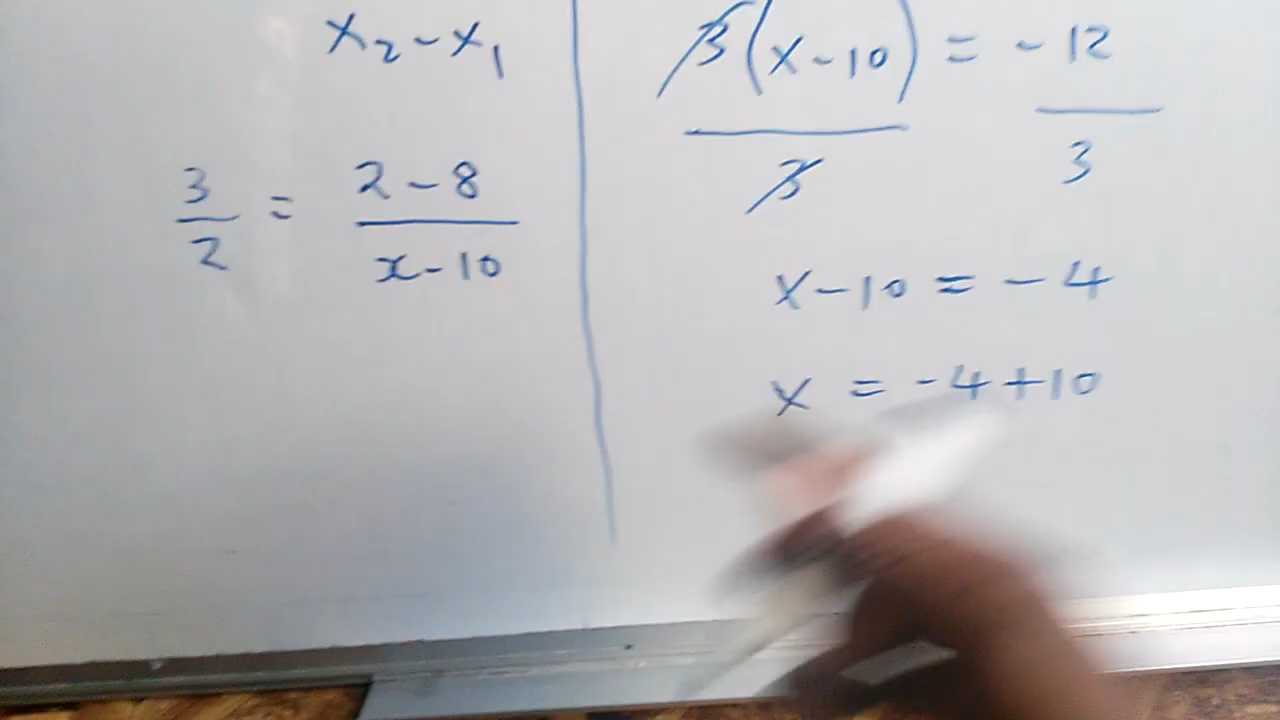 x₂ - x₁
3/2 = (2 - 8)/(x - 10)
3(x - 10)/3 = -12/3
x - 10 = -4
x = -4 + 10